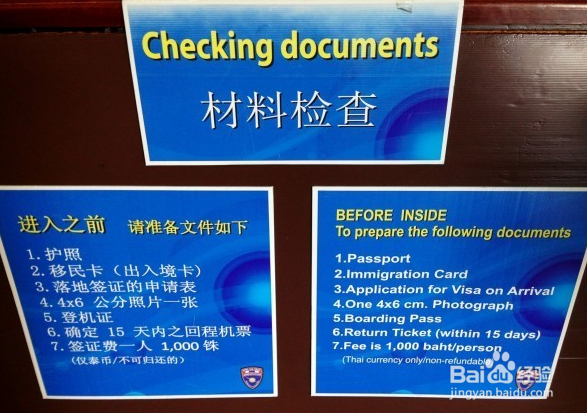 Checking documents
材料检查
进入之前 请准备文件如下
1. 护照
2. 移民卡（出入境卡）
3. 落地签证的申请表
4. 4x6 公分照片一张
5. 登机证
6. 确定 15 天内之回程机票
7. 签证费一人 1,000 铢
(仅泰币/不可归还的)
BEFORE INSIDE
To prepare the following documents
1.Passport
2.Immigration Card
3.Application for Visa on Arrival
4.One 4x6 cm. Photograph
5.Boarding Pass
6.Return Ticket (within 15 days)
7.Fee is 1,000 baht/person
(Thai currency only/non-refundable)
Baidu经验
jingyan.baidu.com